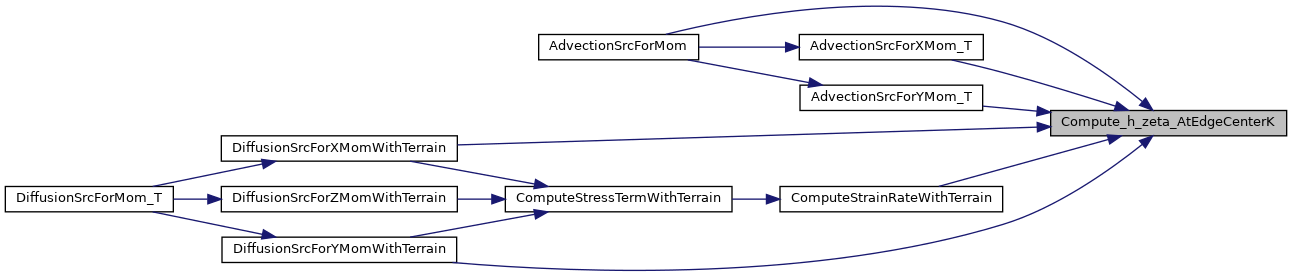 AdvectionSrcForMom
AdvectionSrcForXMom_T
AdvectionSrcForYMom_T
Compute_h_zeta_AtEdgeCenterK
DiffusionSrcForXMomWithTerrain
DiffusionSrcForMom_T
DiffusionSrcForZMomWithTerrain
ComputeStressTermWithTerrain
ComputeStrainRateWithTerrain
DiffusionSrcForYMomWithTerrain